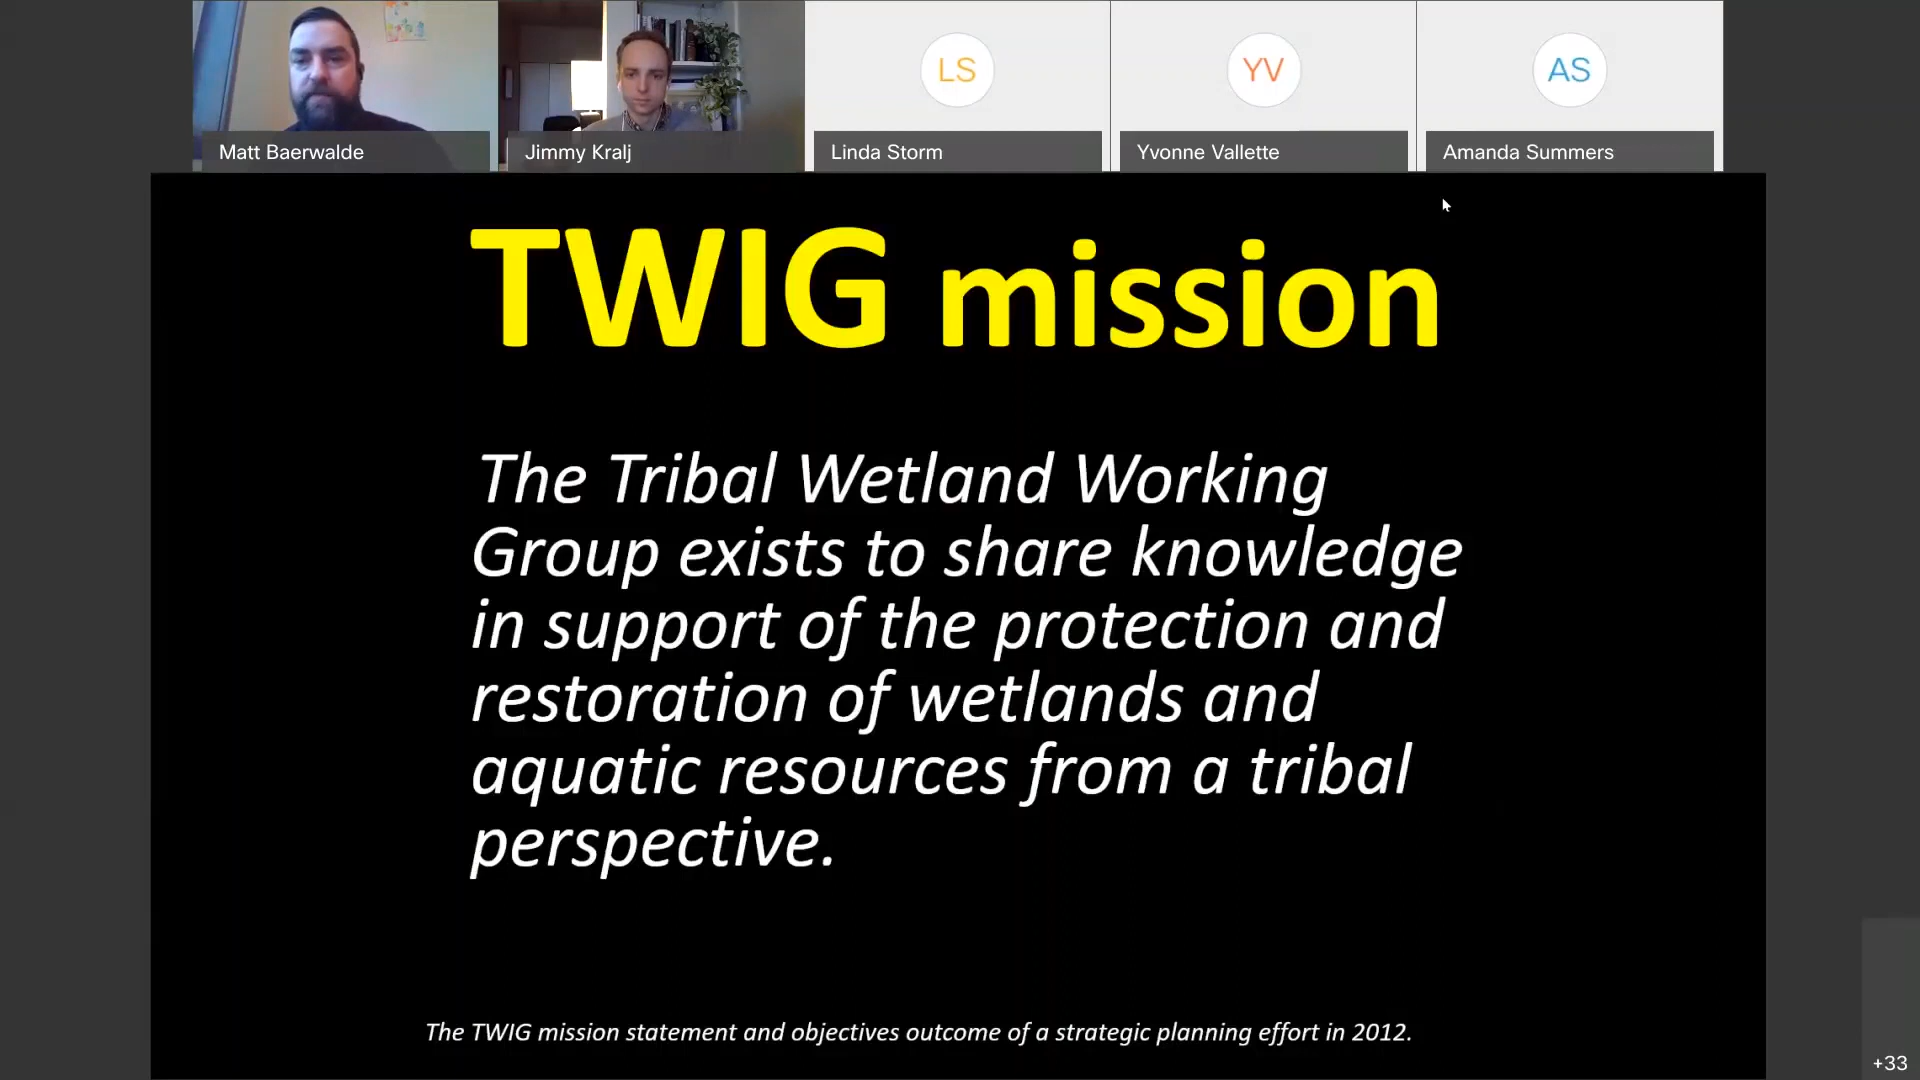 LS
YV
AS
Matt Baerwalde
Jimmy Kralj
Linda Storm
Yvonne Vallette
Amanda Summers
TWIG mission
The Tribal Wetland Working
Group exists to share knowledge
in support of the protection and
restoration of wetlands and
aquatic resources from a tribal
perspective.
The TWIG mission statement and objectives outcome of a strategic planning effort in 2012.
+33